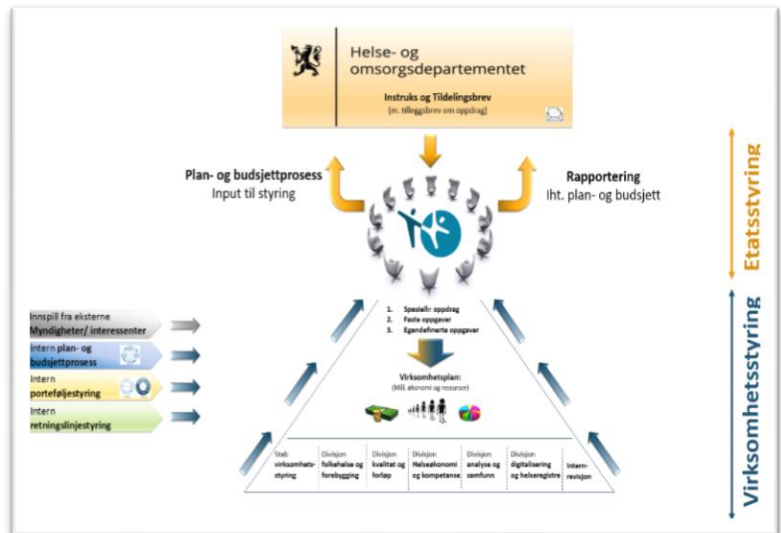 Helse- og
omsorgsdepartementet
Instruks og Tildelingsbrev
(m. tilleggsbrev om oppdrag)
Plan- og budsjettprosess
Input til styring
Rapportering
Iht. plan- og budsjett
Etatsstyring
Innspill fra eksterne
Myndigheter/ interessenter
Intern plan- og
budsjettprosess
Intern
porteføljestyring
Intern
retningslinjestyring
1. Spesielle oppdrag
2. Faste oppgaver
3. Egendefinerte oppgaver
Virksomhetsplan:
(Mål, økonomi og ressurser)
Stab
virksomhets-
styring
Divisjon
folkehelse og
forebygging
Divisjon
kvalitet og
forløp
Divisjon
Helseøkonomi
og kompetanse
Divisjon
analyse og
samfunn
Divisjon
digitalisering
og helseregistre
Intern-
revisjon
Virksomhetsstyring